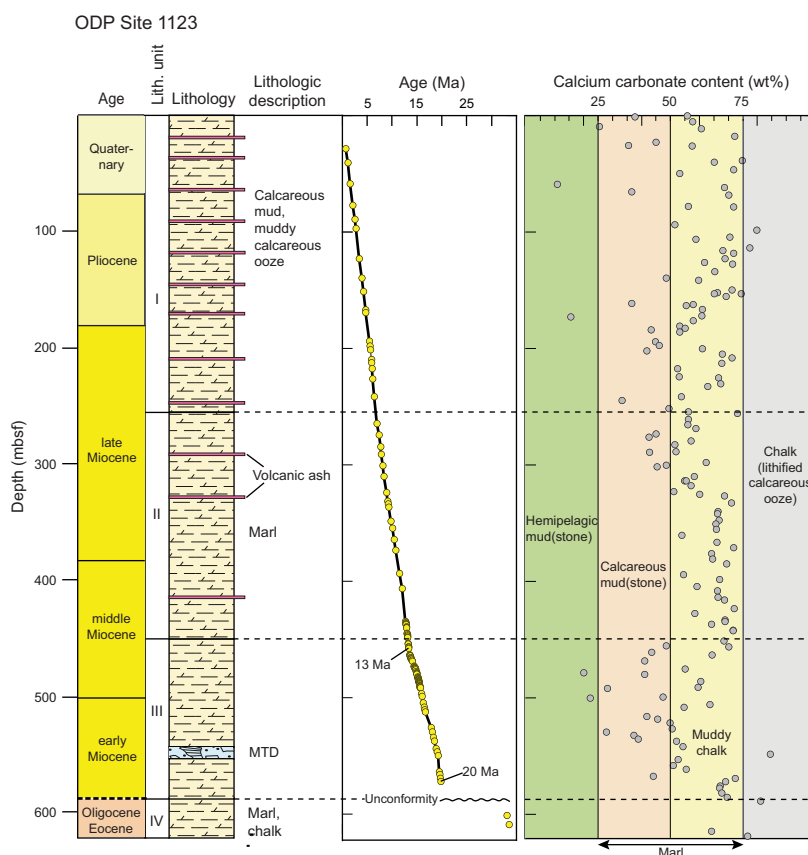 ODP Site 1123
Age
Lith. unit
Lithology
Lithologic
description
Age (Ma)
5
15
25
Calcium carbonate content (wt%)
25
50
75
Depth (mbsf)
100
200
300
400
500
600
Quater-
nary
Pliocene
late
Miocene
middle
Miocene
early
Miocene
Oligocene
Eocene
I
II
III
IV
Calcareous
mud,
muddy
calcareous
ooze
Volcanic ash
Marl
MTD
Marl,
chalk
13 Ma
20 Ma
Unconformity
Hemipelagic
mud(stone)
Calcareous
mud(stone)
Muddy
chalk
Chalk
(lithified
calcareous
ooze)
Marl